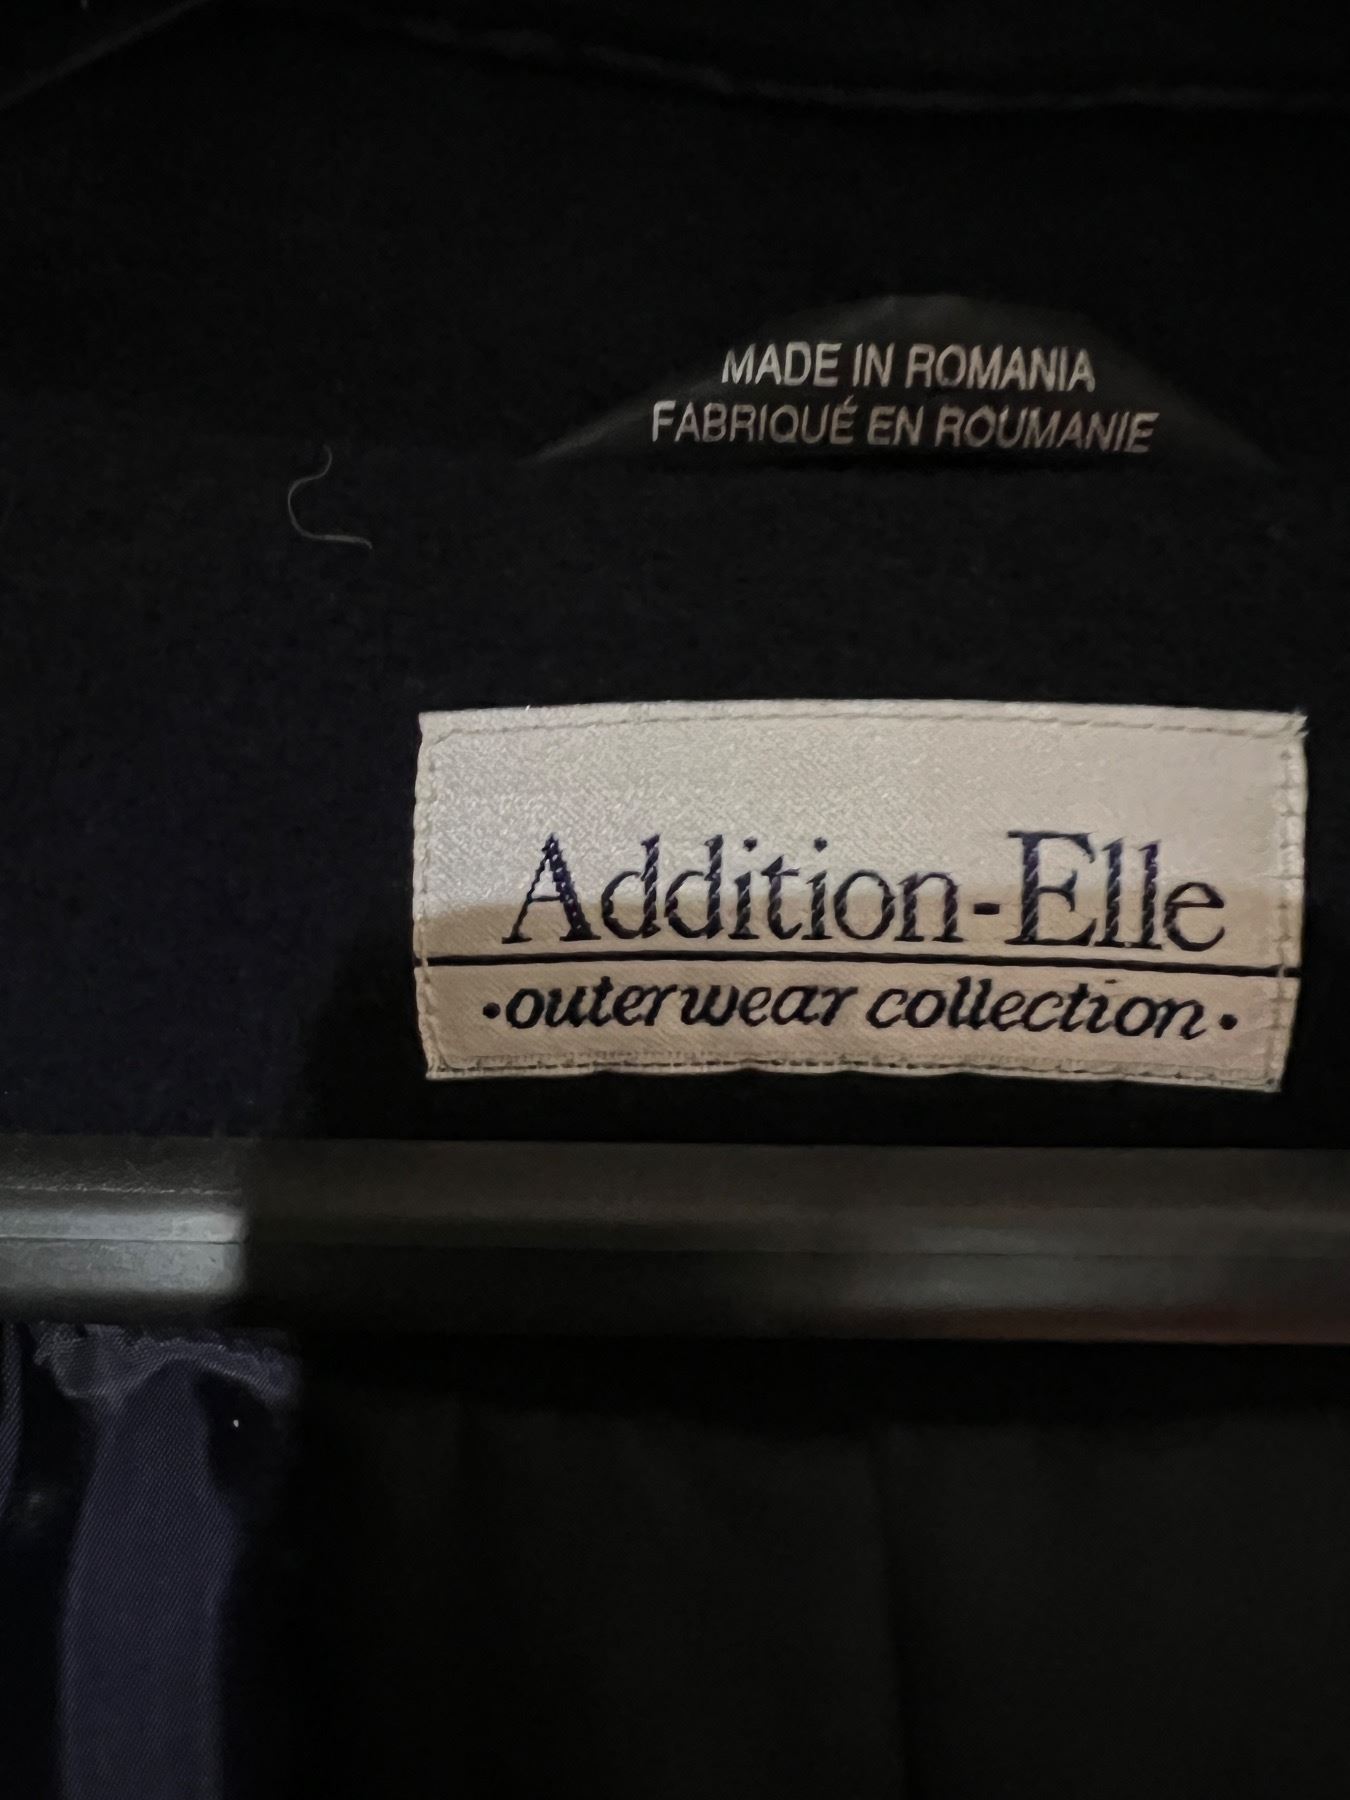 MADE IN ROMANIA
FABRIQUÉ EN ROUMANIE
Addition-Elle
•outerwear collection•